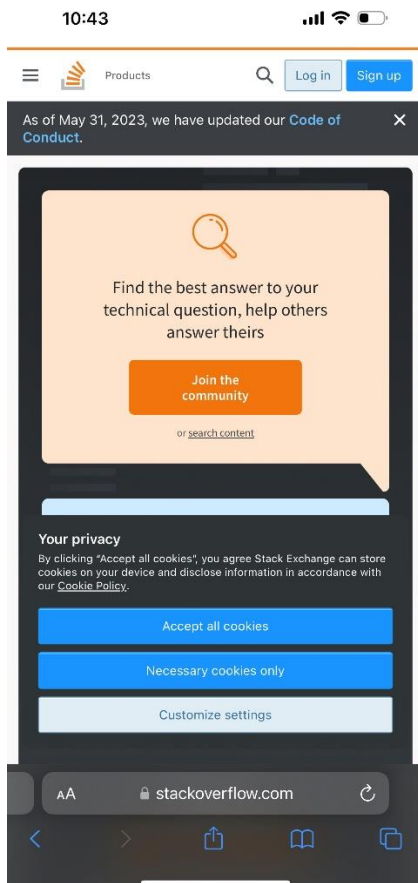 10:43
Products
Log in
Sign up
As of May 31, 2023, we have updated our Code of
Conduct.
Find the best answer to your
technical question, help others
answer theirs
Join the
community
or search content
Your privacy
By clicking “Accept all cookies”, you agree Stack Exchange can store
cookies on your device and disclose information in accordance with
our Cookie Policy.
Accept all cookies
Necessary cookies only
Customize settings
AA
stackoverflow.com